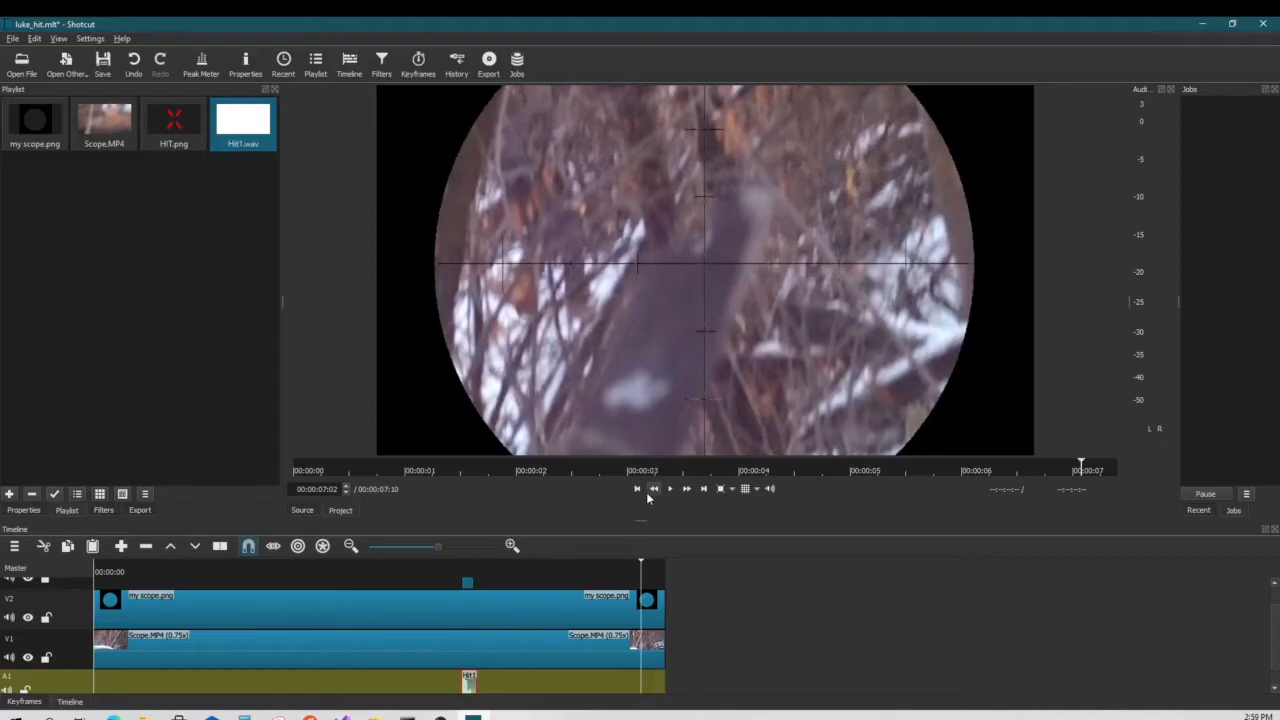 luke_hit.mlt* - Shotcut
File Edit View Settings Help
Open File Open Other.. Save Undo Redo Peak Meter Properties Recent Playlist Timeline Filters Keyframes History Export Jobs
Playlist
Audi...
Jobs
my scope.png Scope.MP4 HIT.png Hit1.wav
3
0
-5
-10
-15
-20
-25
-30
-35
-40
-50
L R
00:00:00 00:00:01 00:00:02 00:00:03 00:00:04 00:00:05 00:00:06 00:00:07
00:00:07:02 / 00:00:07:10 --:--:--:-- / --:--:--:--
Pause
Properties Playlist Filters Export
Source Project
Recent Jobs
Timeline
Master
00:00:00
V2
my scope.png my scope.png
V1
Scope.MP4 (0.75x) Scope.MP4 (0.75x)
A1
Hit1
Keyframes Timeline
2:59 PM